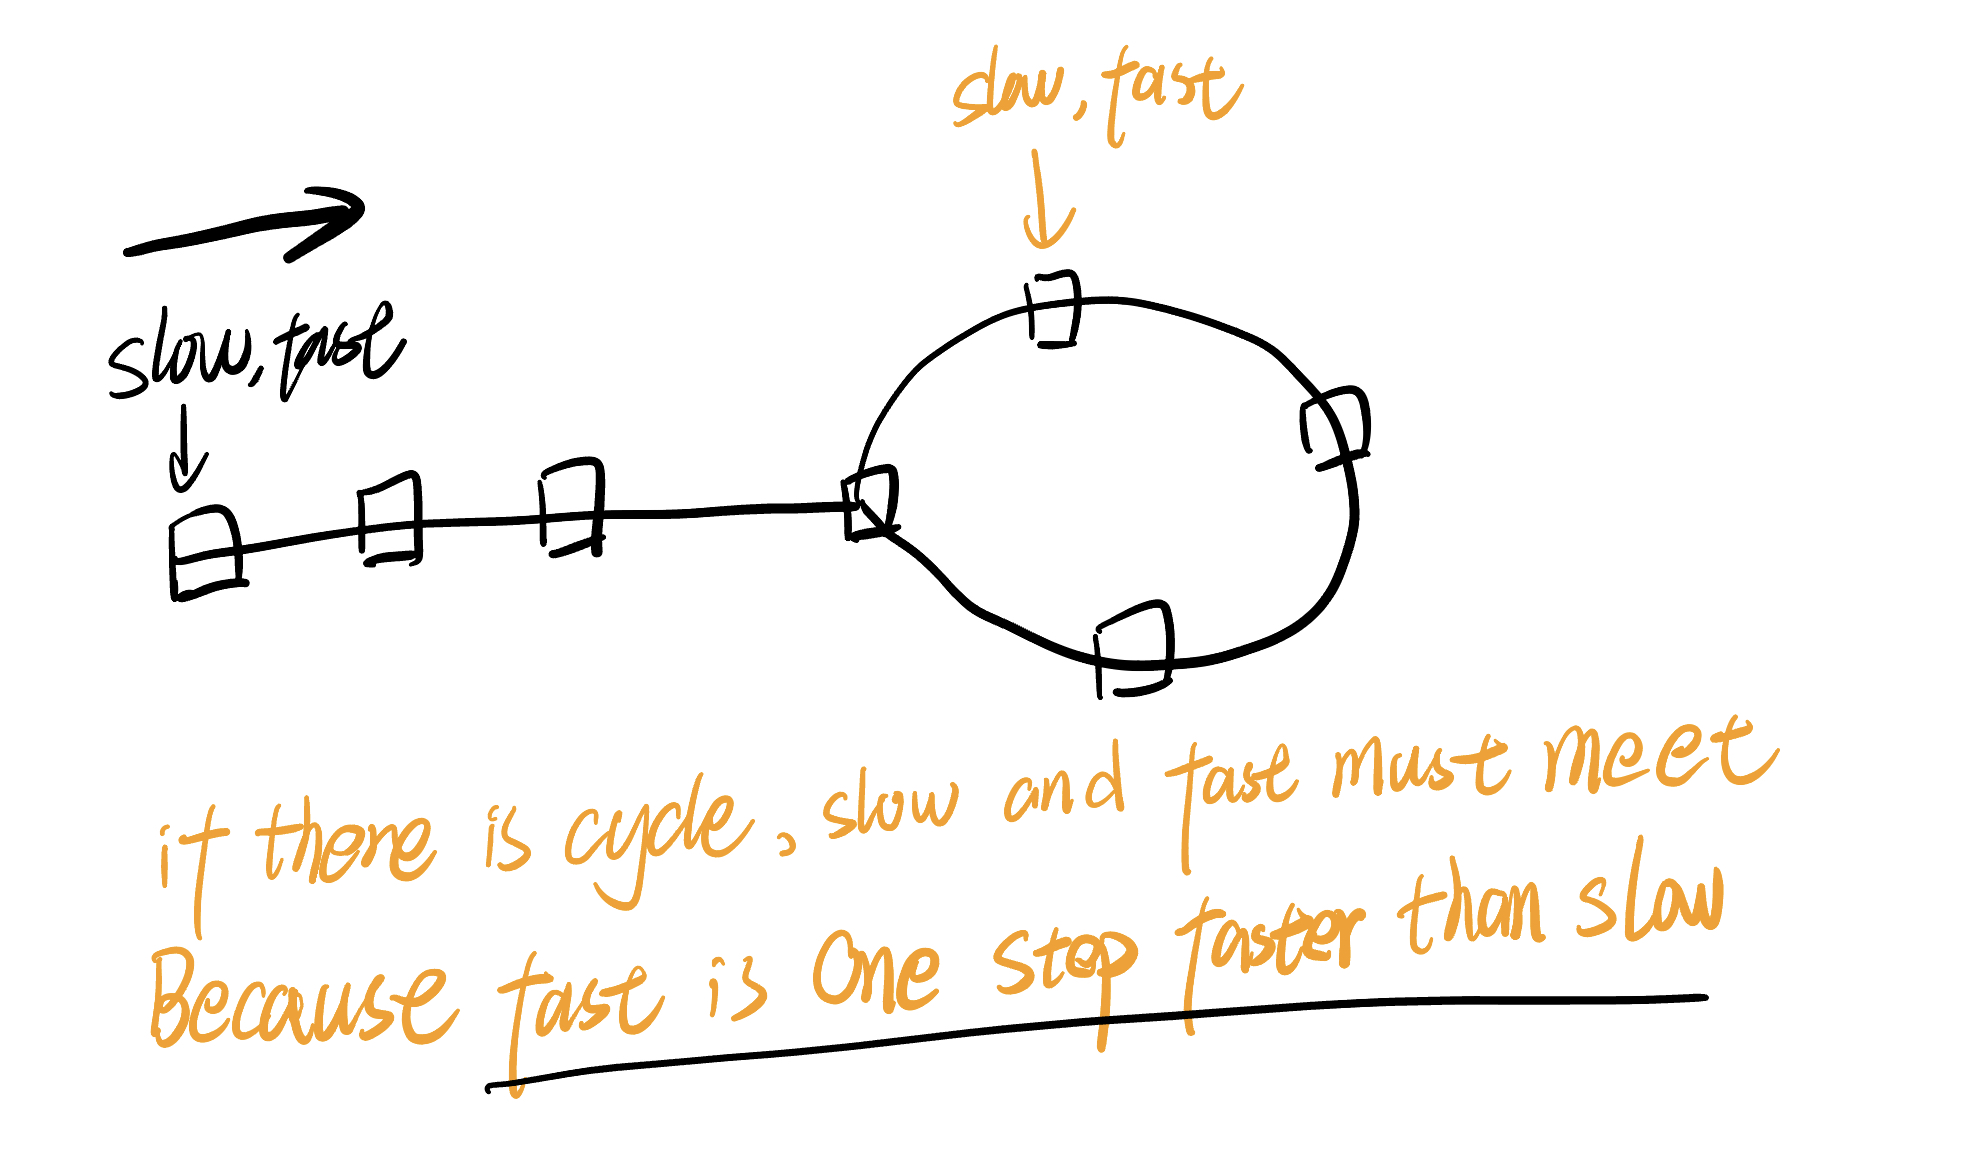 slow, fast
slow, fast
if there is cycle, slow and fast must meet
Because fast is One step faster than slow